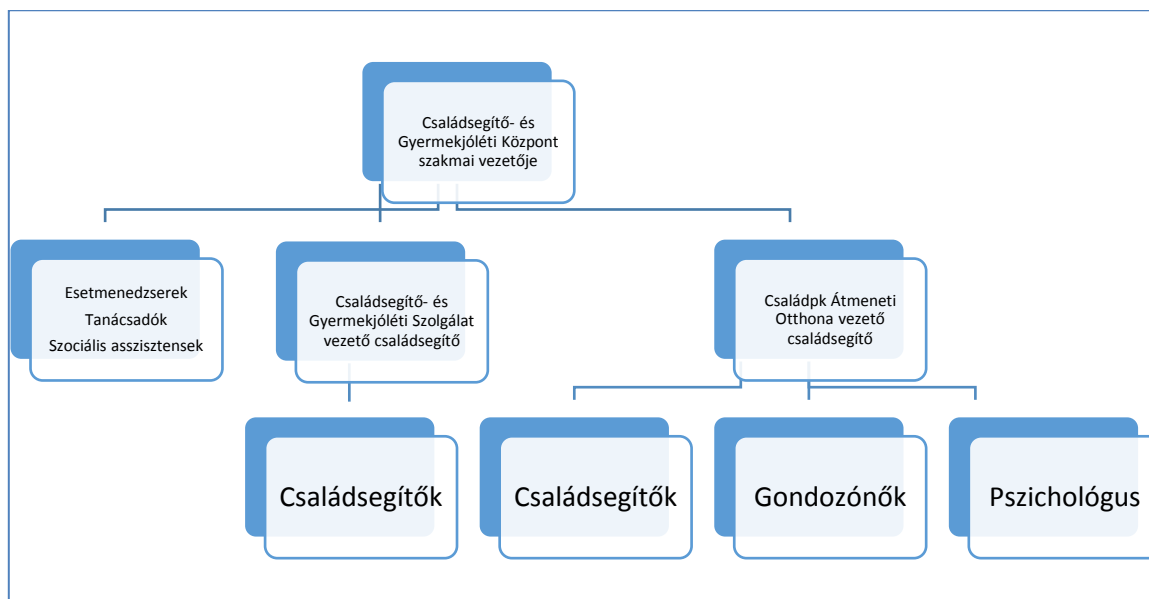 Családsegítő- és
Gyermekjóléti Központ
szakmai vezetője
Esetmenedzserek
Tanácsadók
Szociális asszisztensek
Családsegítő- és
Gyermekjóléti Szolgálat
vezető családsegítő
Családpk Átmeneti
Otthona vezető
családsegítő
Családsegítők
Családsegítők
Gondozónők
Pszichológus